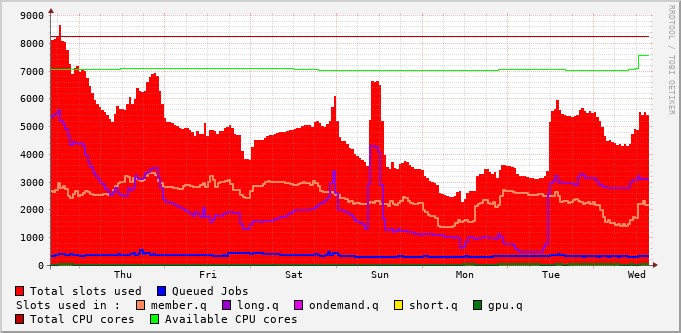 9000
8000
7000
6000
5000
4000
3000
2000
1000
0
Thu Fri Sat Sun Mon Tue Wed
Total slots used Queued Jobs
Slots used in : member.q long.q ondemand.q short.q gpu.q
Total CPU cores Available CPU cores
RRDTOOL / TOBI OETIKER